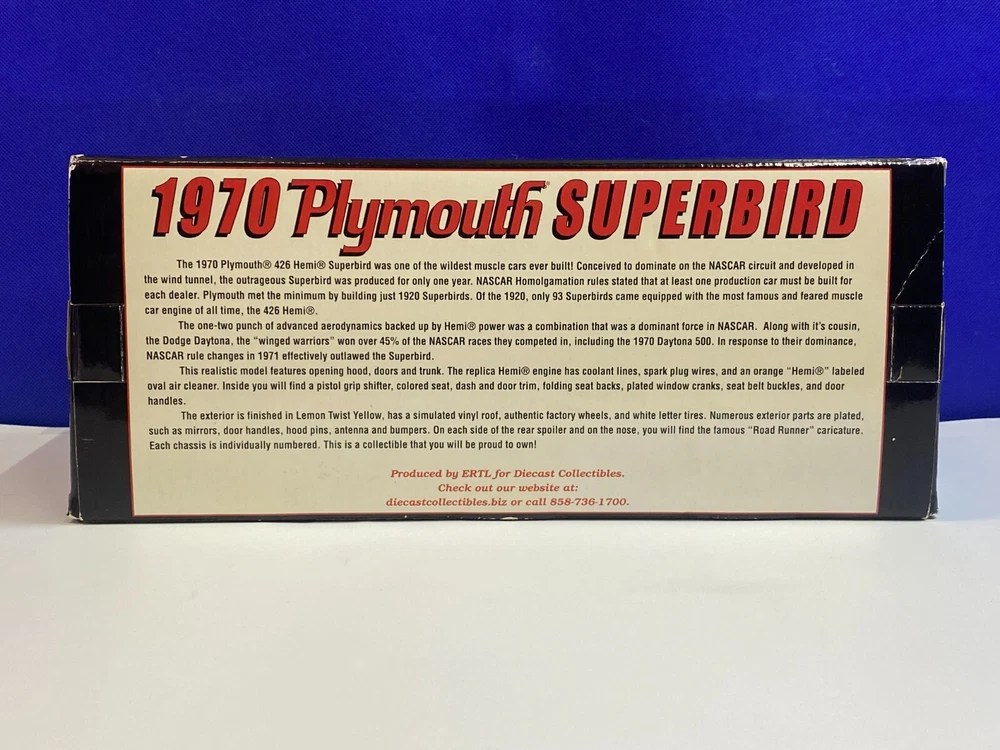 1970 Plymouth® SUPERBIRD
The 1970 Plymouth® 426 Hemi® Superbird was one of the wildest muscle cars ever built! Conceived to dominate on the NASCAR circuit and developed in
the wind tunnel, the outrageous Superbird was produced for only one year. NASCAR Homolgamation rules stated that at least one production car must be built for
each dealer. Plymouth met the minimum by building just 1920 Superbirds. Of the 1920, only 93 Superbirds came equipped with the most famous and feared muscle
car engine of all time, the 426 Hemi®.
The one-two punch of advanced aerodynamics backed up by Hemi® power was a combination that was a dominant force in NASCAR. Along with it's cousin,
the Dodge Daytona, the "winged warriors" won over 45% of the NASCAR races they competed in, including the 1970 Daytona 500. In response to their dominance,
NASCAR rule changes in 1971 effectively outlawed the Superbird.
This realistic model features opening hood, doors and trunk. The replica Hemi® engine has coolant lines, spark plug wires, and an orange "Hemi®" labeled
oval air cleaner. Inside you will find a pistol grip shifter, colored seat, dash and door trim, folding seat backs, plated window cranks, seat belt buckles, and door
handles.
The exterior is finished in Lemon Twist Yellow, has a simulated vinyl roof, authentic factory wheels, and white letter tires. Numerous exterior parts are plated,
such as mirrors, door handles, hood pins, antenna and bumpers. On each side of the rear spoiler and on the nose, you will find the famous "Road Runner" caricature.
Each chassis is individually numbered. This is a collectible that you will be proud to own!
Produced by ERTL for Diecast Collectibles.
Check out our website at:
diecastcollectibles.biz or call 858-736-1700.